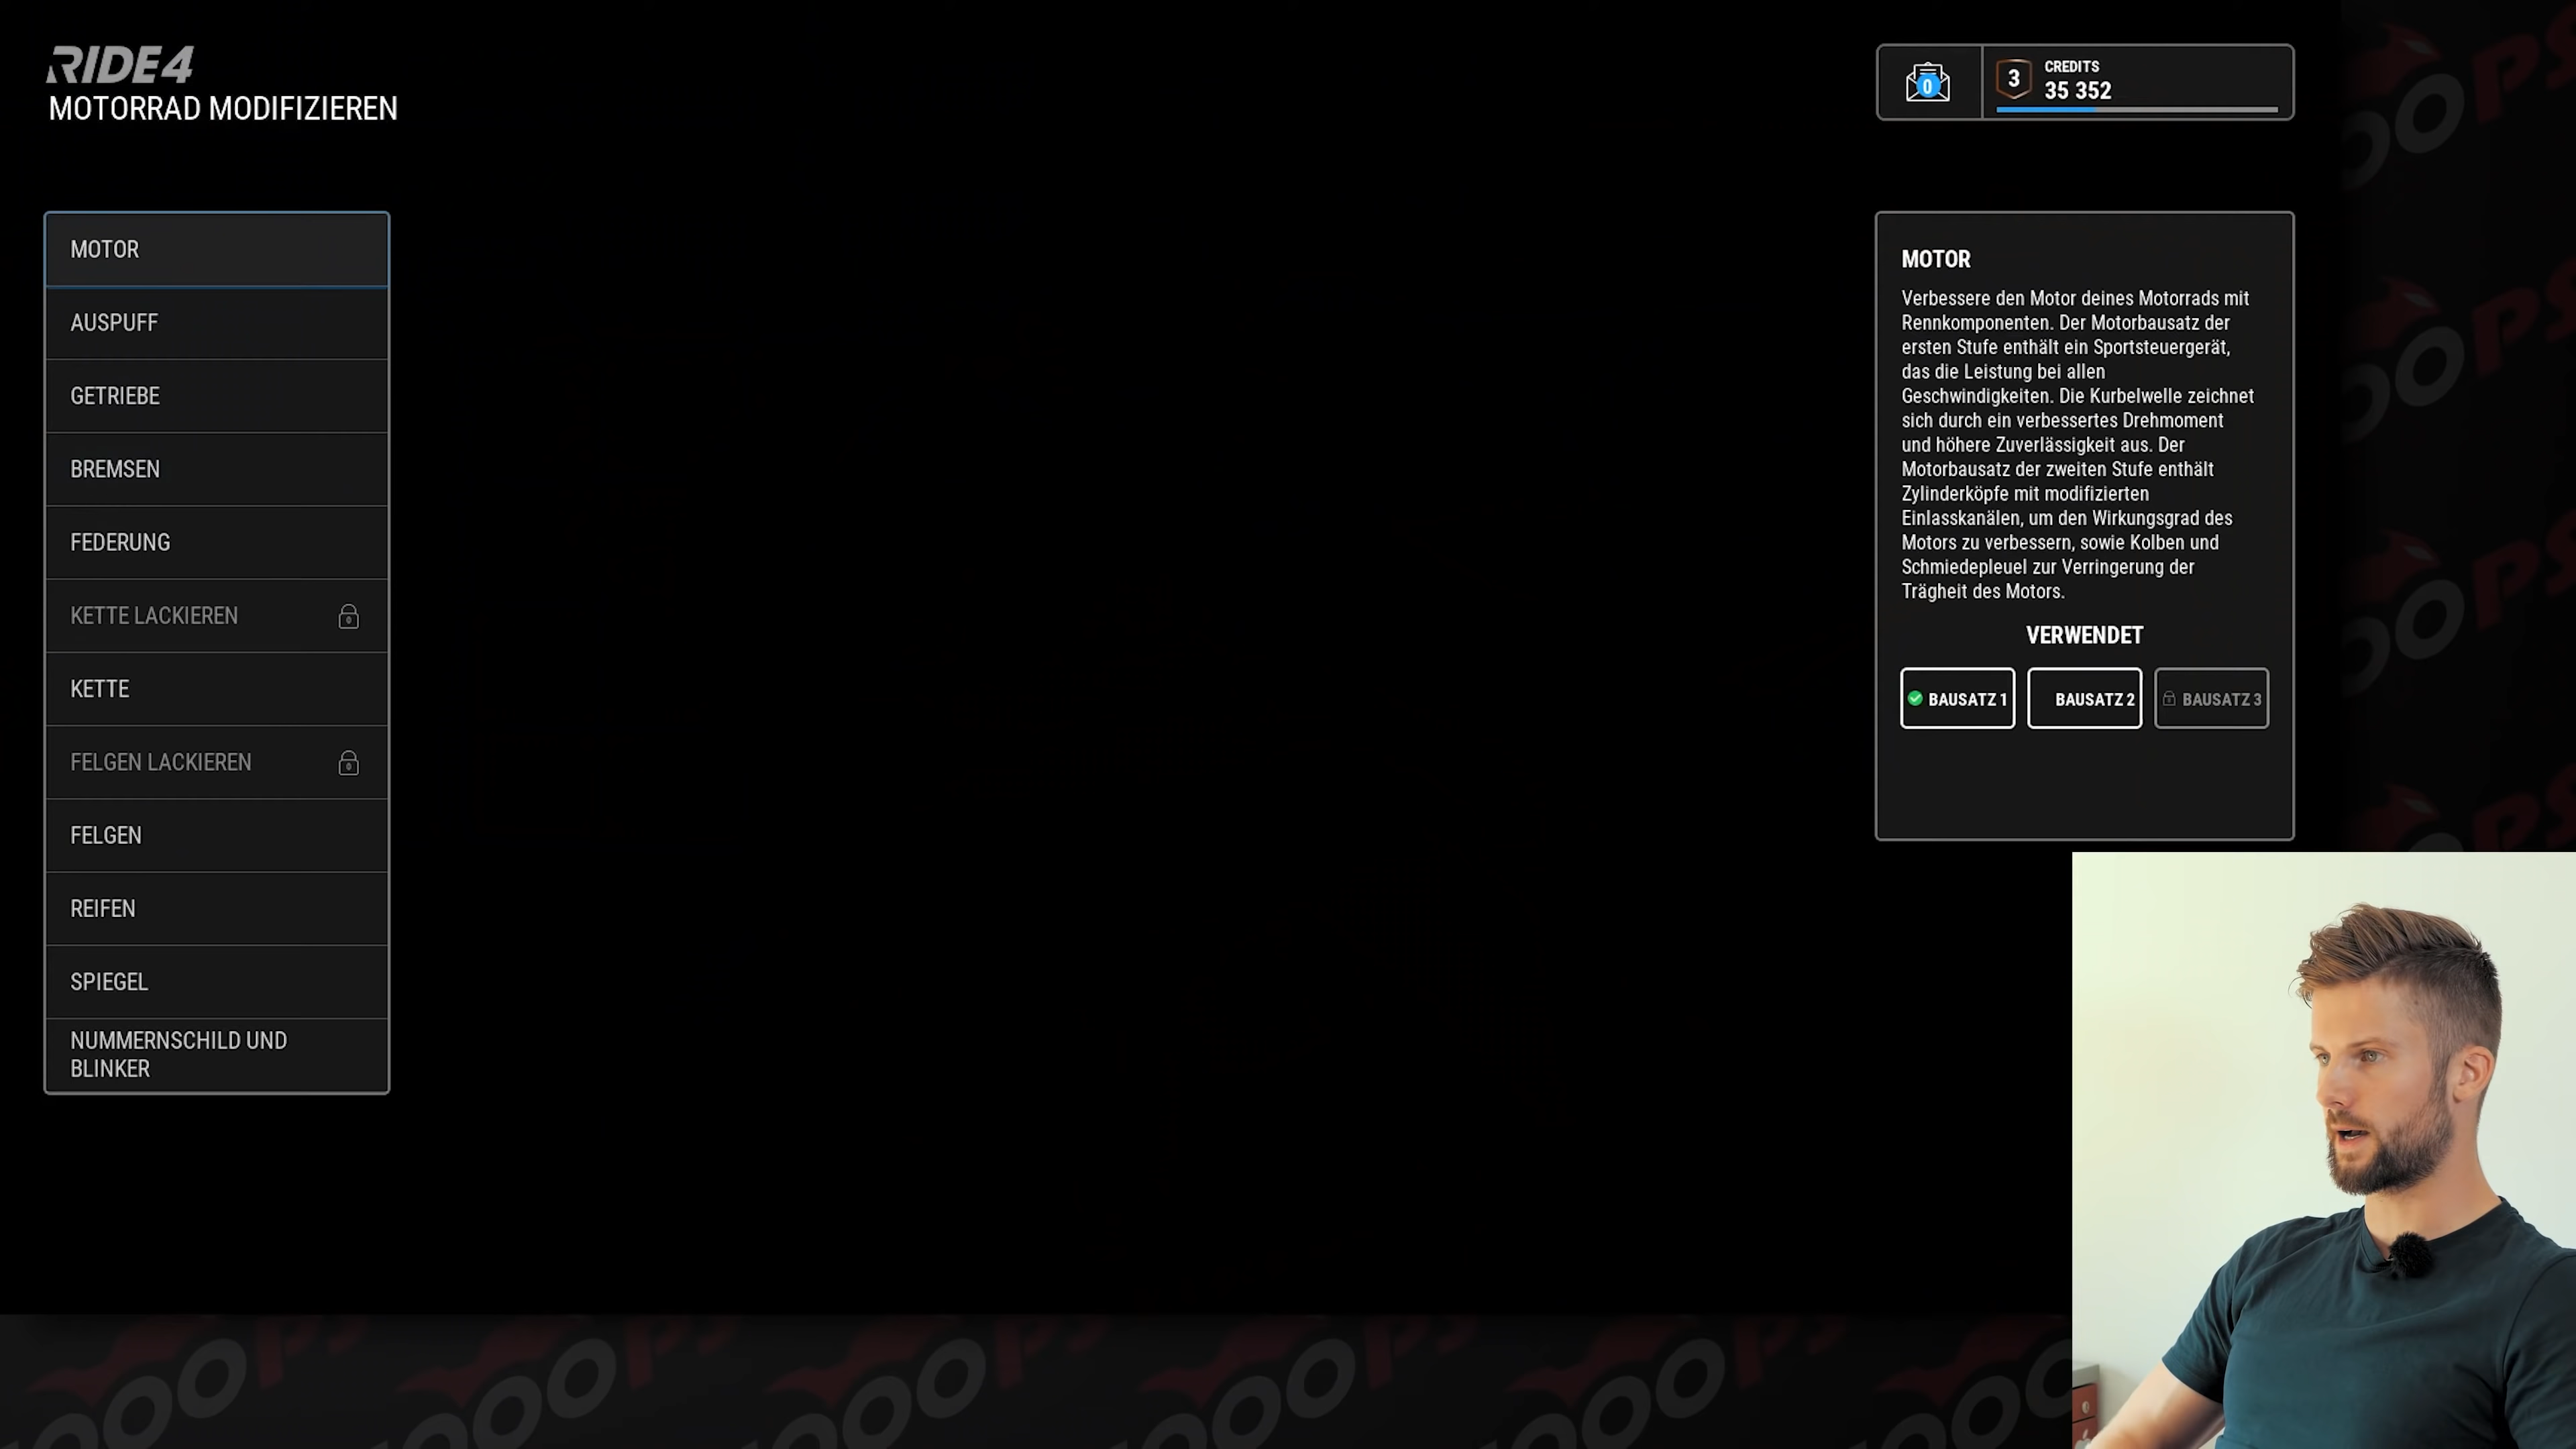 RIDE4
MOTORRAD MODIFIZIEREN
0
3
CREDITS
35 352
MOTOR
AUSPUFF
GETRIEBE
BREMSEN
FEDERUNG
KETTE LACKIEREN
KETTE
FELGEN LACKIEREN
FELGEN
REIFEN
SPIEGEL
NUMMERNSCHILD UND
BLINKER
MOTOR
Verbessere den Motor deines Motorrads mit
Rennkomponenten. Der Motorbausatz der
ersten Stufe enthält ein Sportsteuergerät,
das die Leistung bei allen
Geschwindigkeiten. Die Kurbelwelle zeichnet
sich durch ein verbessertes Drehmoment
und höhere Zuverlässigkeit aus. Der
Motorbausatz der zweiten Stufe enthält
Zylinderköpfe mit modifizierten
Einlasskanälen, um den Wirkungsgrad des
Motors zu verbessern, sowie Kolben und
Schmiedepleuel zur Verringerung der
Trägheit des Motors.
VERWENDET
BAUSATZ 1
BAUSATZ 2
BAUSATZ 3